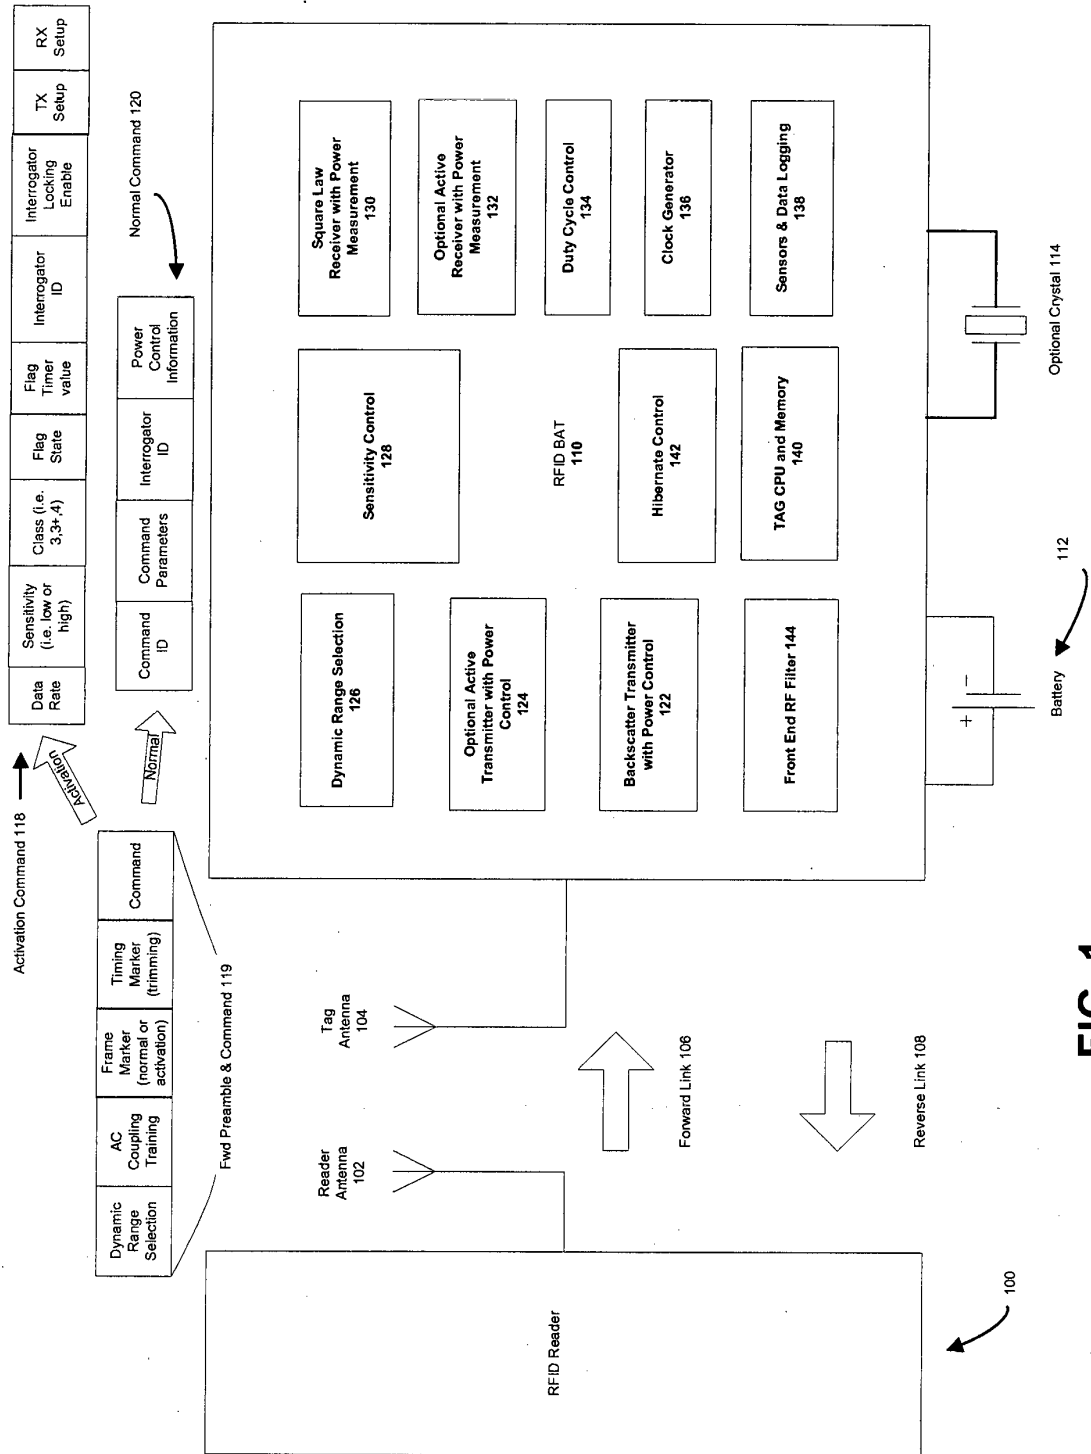 Activation Command 118
Data
Rate
Sensitivity
(i.e. low or
high)
Class (i.e.
3,3+,4)
Flag
State
Flag
Timer
value
Interrogator
ID
Interrogator
Locking
Enable
TX
Setup
RX
Setup
Activation
Normal
Normal Command 120
Command
ID
Command
Parameters
Interrogator
ID
Power
Control
Information
Dynamic
Range
Selection
AC
Coupling
Training
Frame
Marker
(normal or
activation)
Timing
Marker
(trimming)
Command
Fwd Preamble & Command 119
RFID Reader
100
Reader
Antenna
102
Tag
Antenna
104
Forward Link 106
Reverse Link 108
Dynamic Range Selection
126
Optional Active
Transmitter with Power
Control
124
Backscatter Transmitter
with Power Control
122
Front End RF Filter 144
Sensitivity Control
128
RFID BAT
110
Hibernate Control
142
TAG CPU and Memory
140
Square Law
Receiver with Power
Measurement
130
Optional Active
Receiver with Power
Measurement
132
Duty Cycle Control
134
Clock Generator
136
Sensors & Data Logging
138
+ −
Battery
112
Optional Crystal 114
FIG. 1